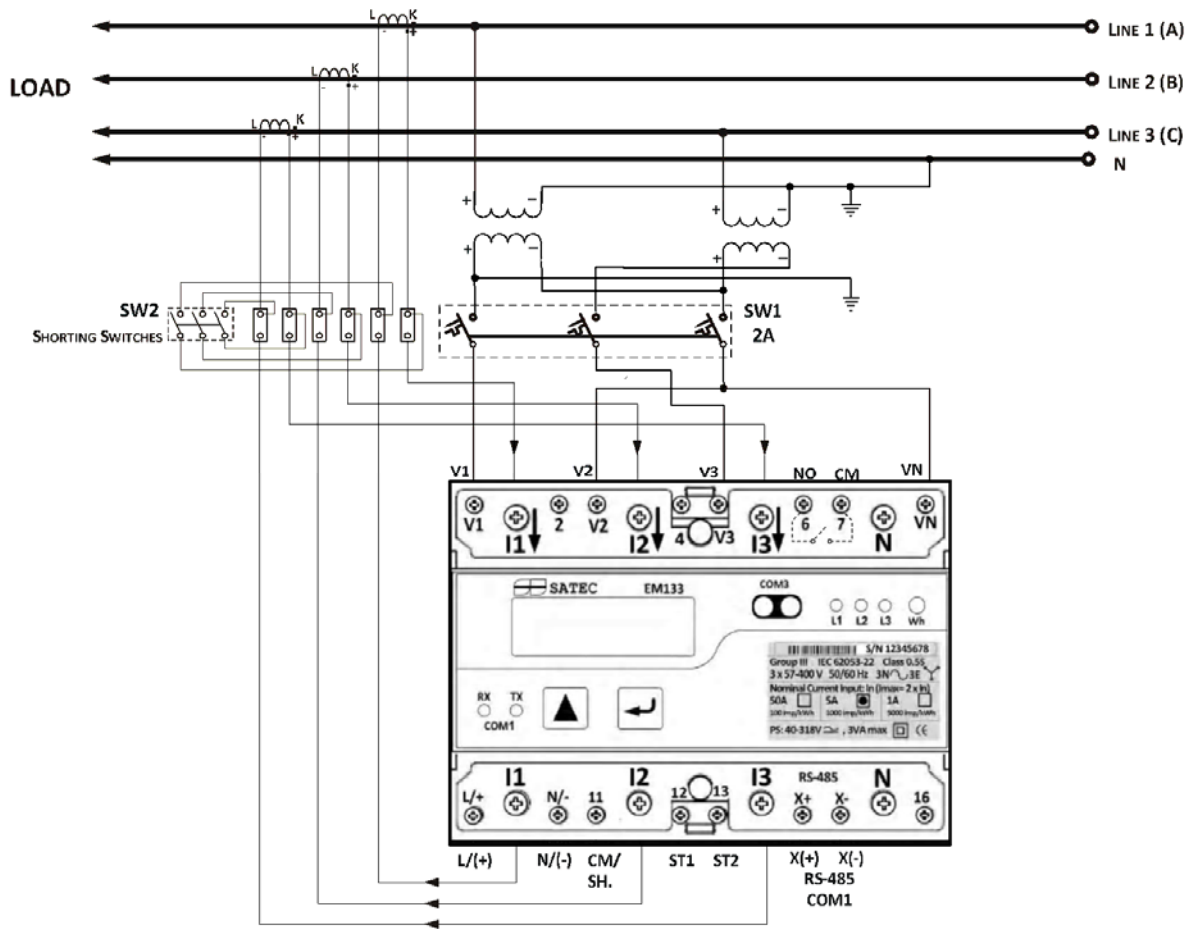 L K
LINE 1 (A)
- +
L K
LINE 2 (B)
- +
LOAD
L K
LINE 3 (C)
- +
N
+ - + -
+ - + -
SW2
SHORTING SWITCHES
SW1
2A
V1 V2 V3 NO CM VN
V1 I1 2 V2 I2 4 V3 I3 6 7 N VN
SATEC EM133
COM3
L1 L2 L3 Wh
S/N 12345678
Group III IEC 62053-22 Class 0.5S
3 x 57-400 V 50/60 Hz 3N 3E
Nominal Current Input: In (Imax= 2 x In)
50A 5A 1A
100 imp/kWh 1000 imp/kWh 5000 imp/kWh
PS: 40-318V , 3VA max CE
RX TX
COM1
I1 I2 I3 RS-485 N
L/+ N/- 11 12 13 X+ X- 16
L/(+) N/(-) CM/ SH. ST1 ST2 X(+) X(-)
RS-485
COM1